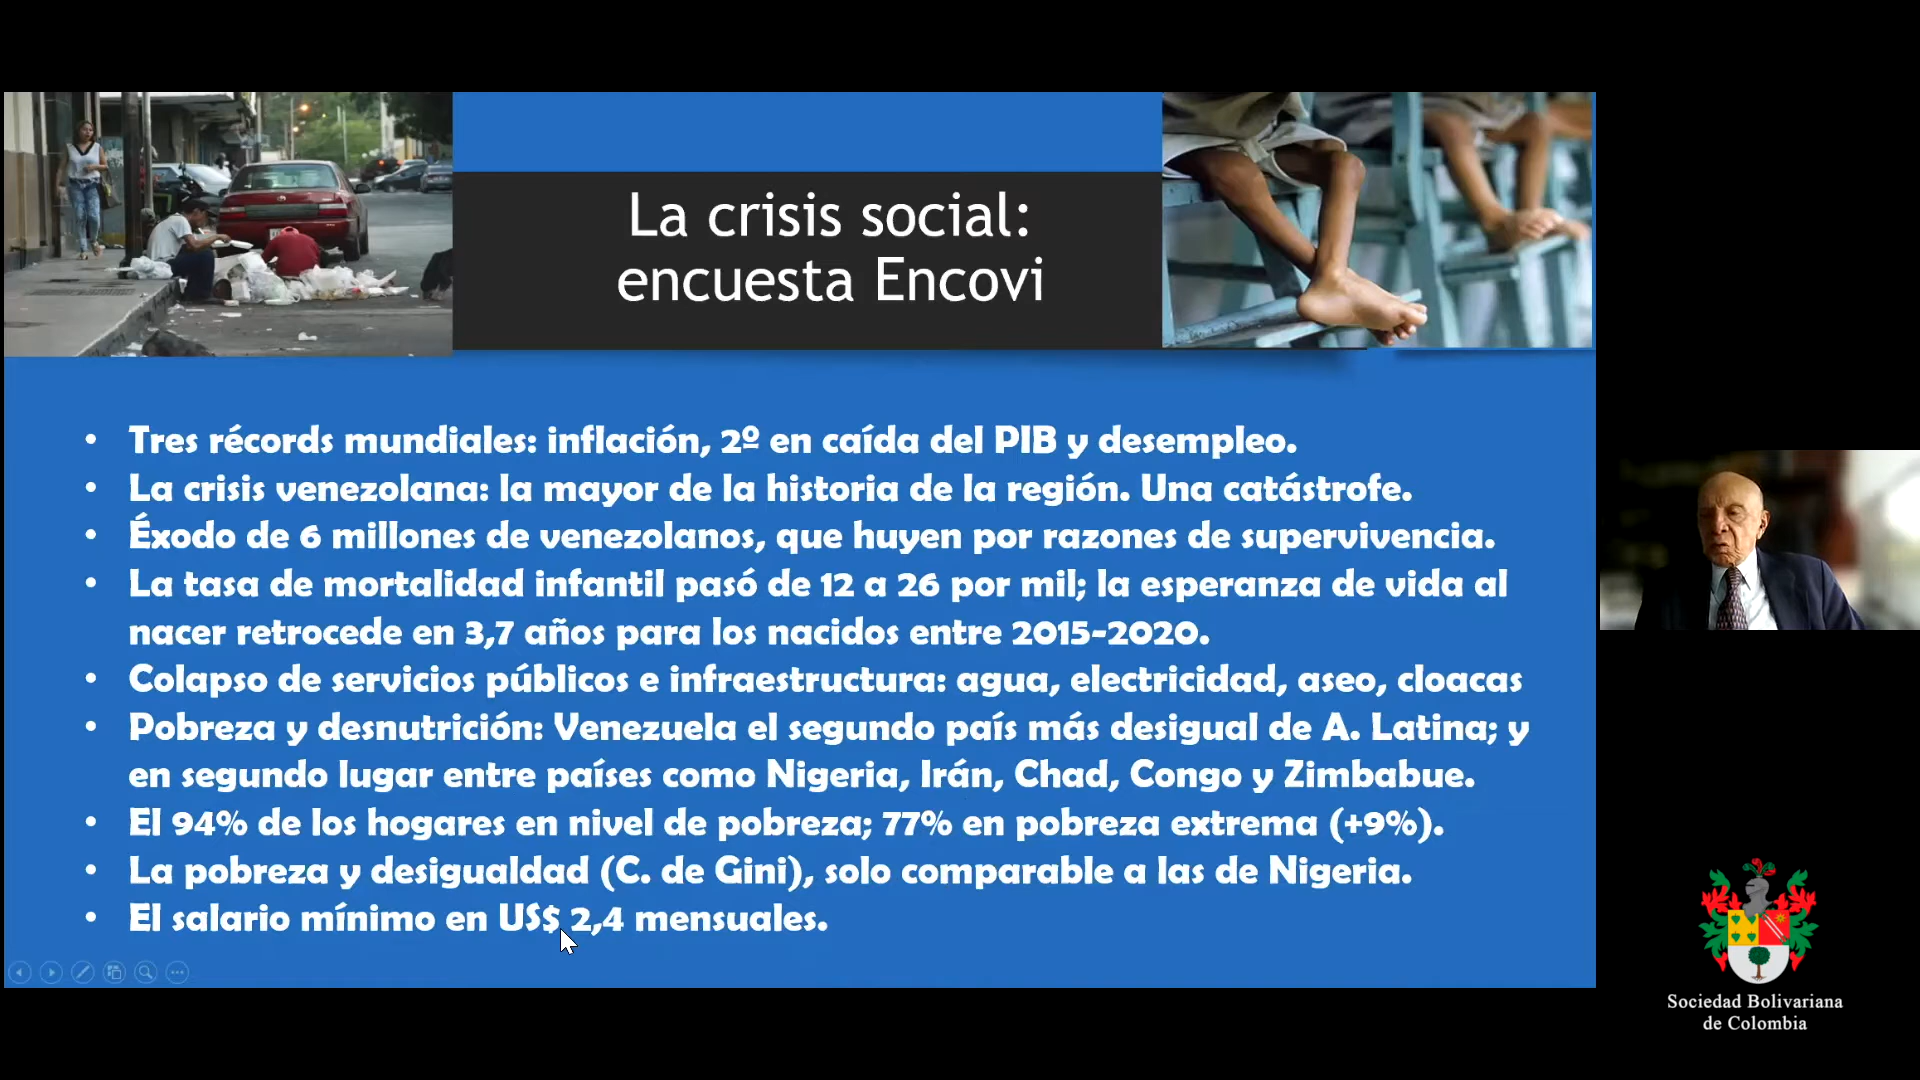 La crisis social:
encuesta Encovi
• Tres récords mundiales: inflación, 2º en caída del PIB y desempleo.
• La crisis venezolana: la mayor de la historia de la región. Una catástrofe.
• Éxodo de 6 millones de venezolanos, que huyen por razones de supervivencia.
• La tasa de mortalidad infantil pasó de 12 a 26 por mil; la esperanza de vida al
nacer retrocede en 3,7 años para los nacidos entre 2015-2020.
• Colapso de servicios públicos e infraestructura: agua, electricidad, aseo, cloacas
• Pobreza y desnutrición: Venezuela el segundo país más desigual de A. Latina; y
en segundo lugar entre países como Nigeria, Irán, Chad, Congo y Zimbabue.
• El 94% de los hogares en nivel de pobreza; 77% en pobreza extrema (+9%).
• La pobreza y desigualdad (C. de Gini), solo comparable a las de Nigeria.
• El salario mínimo en US$ 2,4 mensuales.
Sociedad Bolivariana
de Colombia